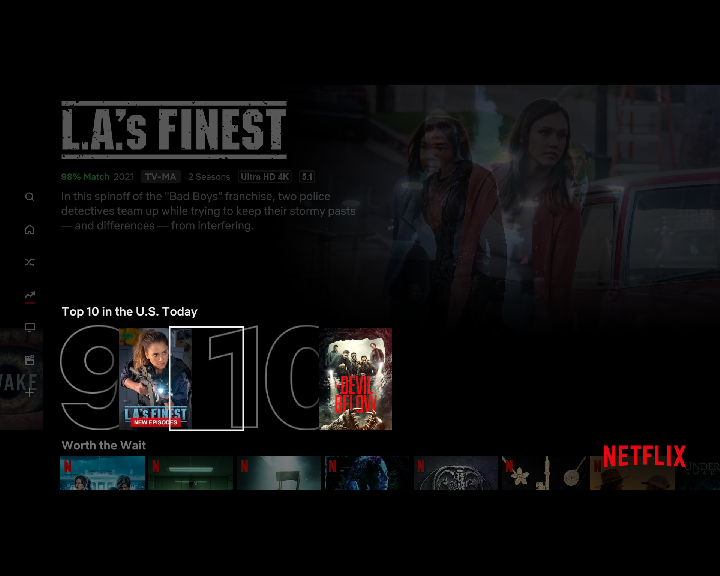 L.A.'s FINEST
98% Match 2021 TV-MA 2 Seasons Ultra HD 4K 5.1
In this spinoff of the "Bad Boys" franchise, two police
detectives team up while trying to keep their stormy pasts
— and differences — from interfering.
Top 10 in the U.S. Today
WAKE
9
L.A.'s FINEST
NEW EPISODES
10
DEVIL
BELOW
Worth the Wait
NETFLIX
N
N
N
N
N
N
N